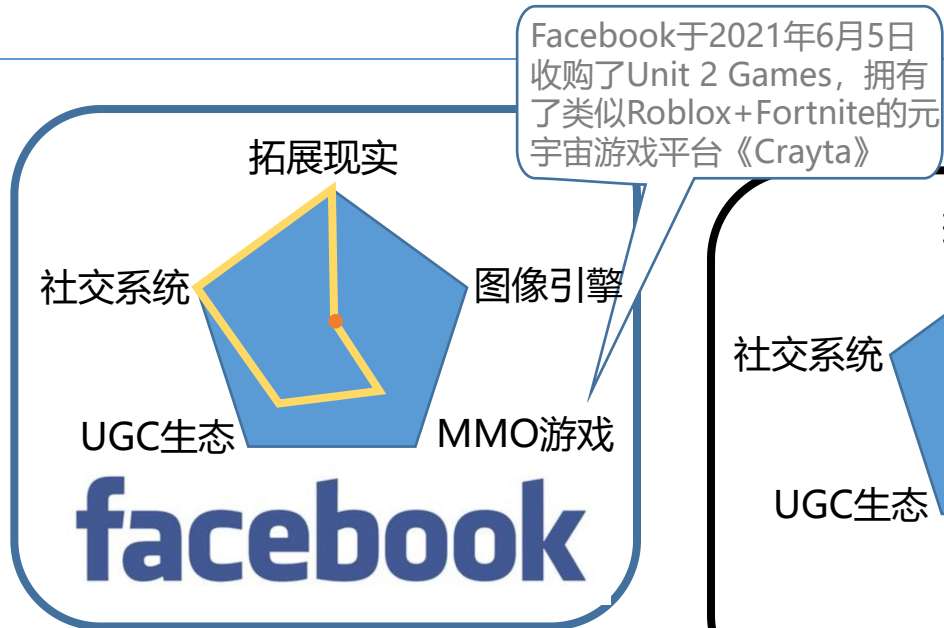 Facebook于2021年6月5日
收购了Unit 2 Games，拥有
了类似Roblox+Fortnite的元
宇宙游戏平台《Crayta》
拓展现实
社交系统
图像引擎
UGC生态
MMO游戏
facebook
社交系统
UGC生态